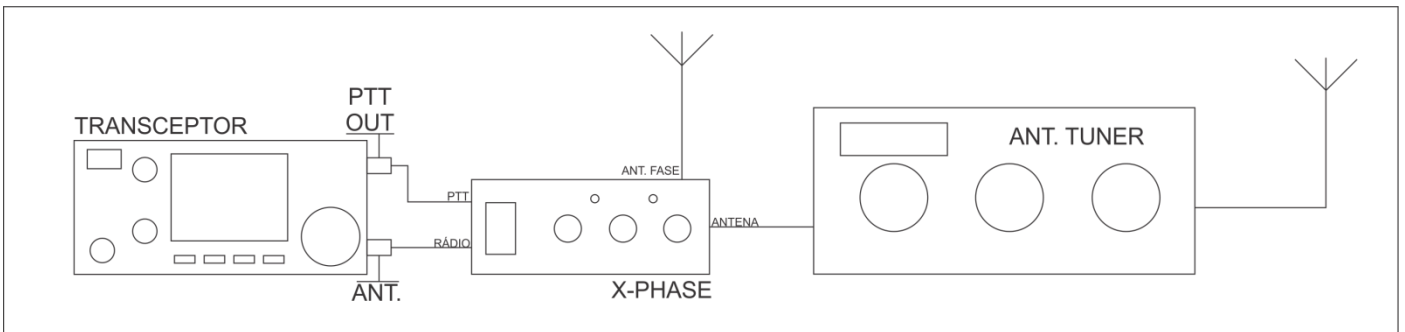 TRANSCEPTOR
PTT
OUT
ANT.
PTT
RÁDIO
ANT. FASE
ANTENA
X-PHASE
ANT. TUNER